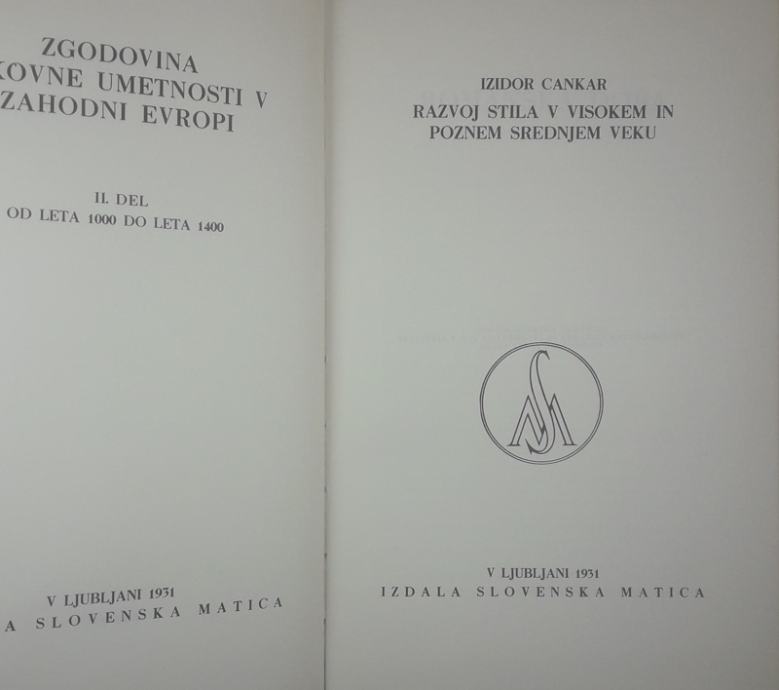 ZGODOVINA
KOVNE UMETNOSTI V
ZAHODNI EVROPI
II. DEL
OD LETA 1000 DO LETA 1400
V LJUBLJANI 1931
A SLOVENSKA MATICA
IZIDOR CANKAR
RAZVOJ STILA V VISOKEM IN
POZNEM SREDNJEM VEKU
SM
V LJUBLJANI 1931
IZDALA SLOVENSKA MATICA